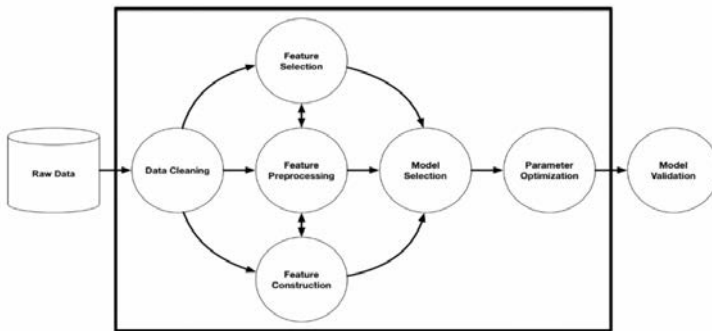 Feature
Selection
Raw Data
Data Cleaning
Feature
Preprocessing
Model
Selection
Parameter
Optimization
Model
Validation
Feature
Construction